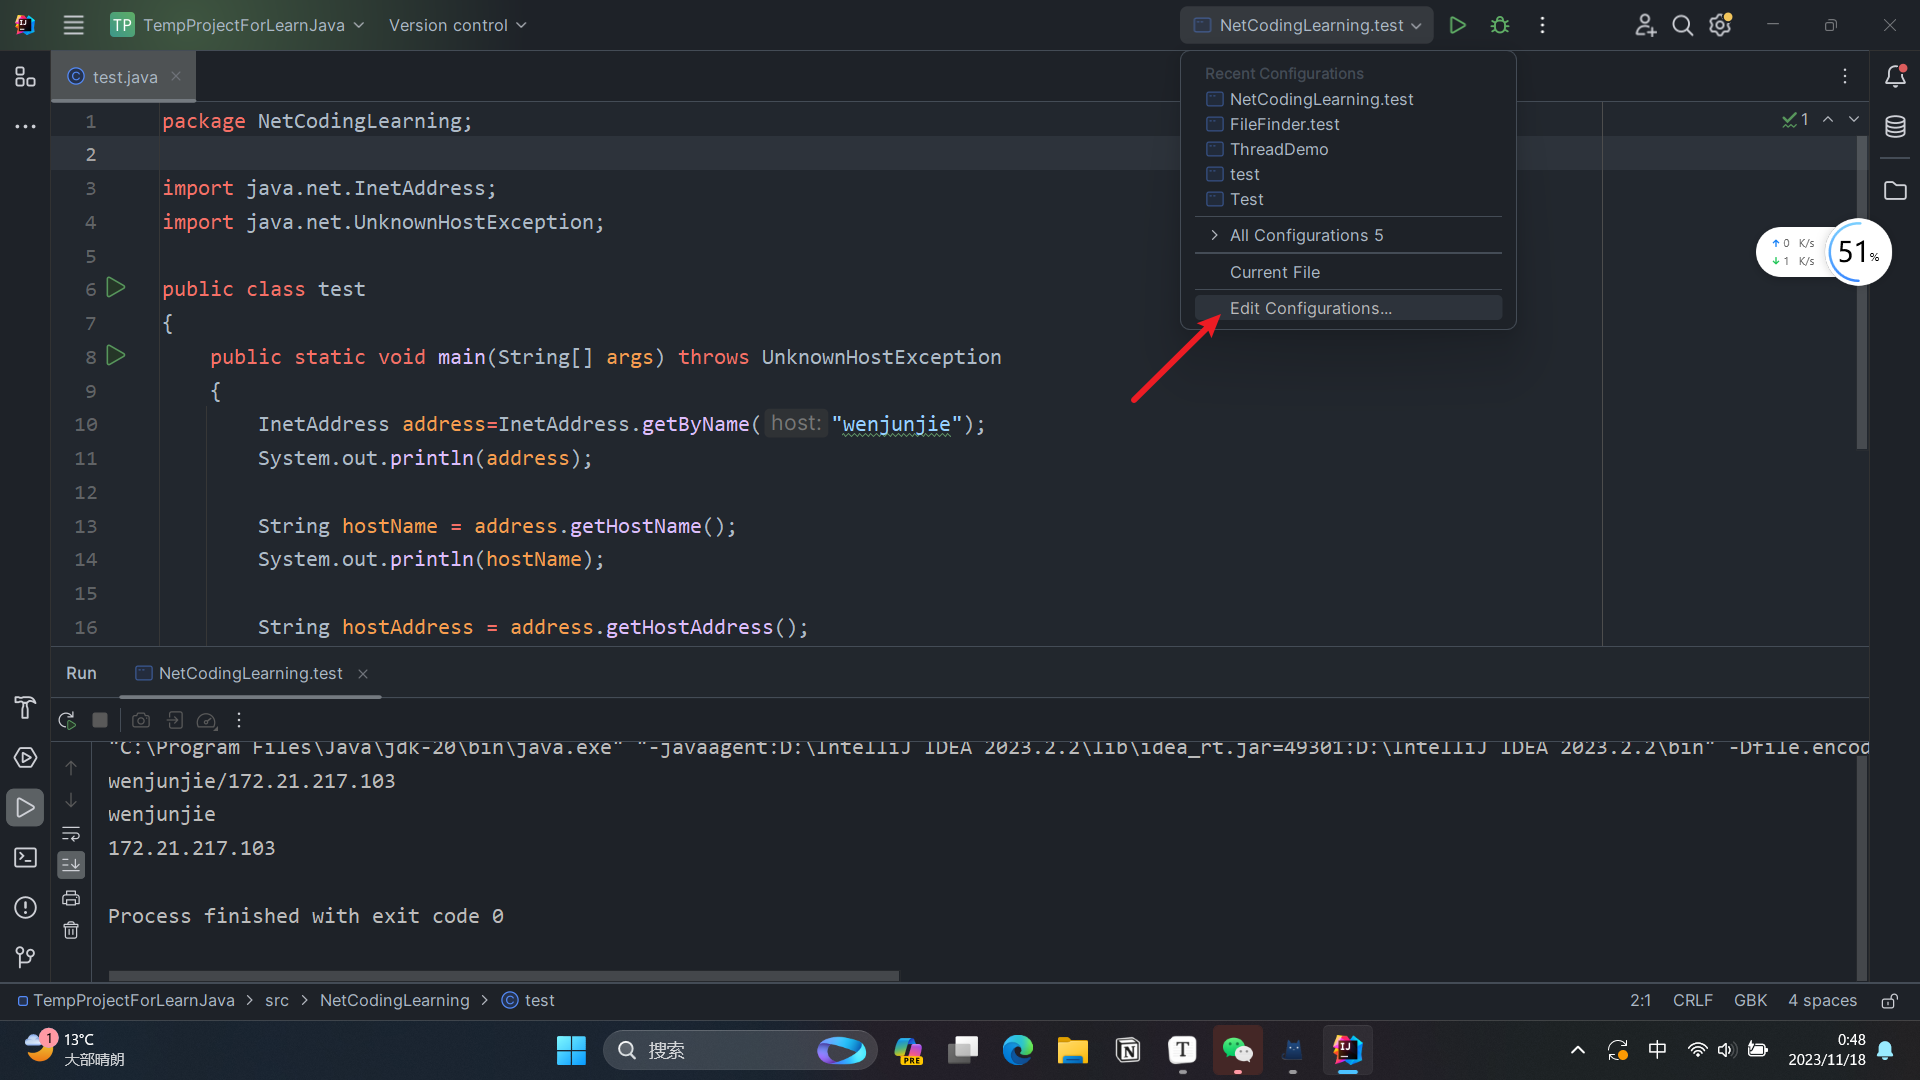 TP TempProjectForLearnJava Version control NetCodingLearning.test
test.java
Recent Configurations
NetCodingLearning.test
FileFinder.test
ThreadDemo
test
Test
All Configurations 5
Current File
Edit Configurations...
1 package NetCodingLearning;
2
3 import java.net.InetAddress;
4 import java.net.UnknownHostException;
5
6 public class test
7 {
8 public static void main(String[] args) throws UnknownHostException
9 {
10 InetAddress address=InetAddress.getByName( host: "wenjunjie");
11 System.out.println(address);
12
13 String hostName = address.getHostName();
14 System.out.println(hostName);
15
16 String hostAddress = address.getHostAddress();
1
0 K/s
1 K/s
51%
Run NetCodingLearning.test
"C:\Program Files\Java\jdk-20\bin\java.exe" "-javaagent:D:\IntelliJ IDEA 2023.2.2\lib\idea_rt.jar=49301:D:\IntelliJ IDEA 2023.2.2\bin" -Dfile.encod
wenjunjie/172.21.217.103
wenjunjie
172.21.217.103
Process finished with exit code 0
TempProjectForLearnJava > src > NetCodingLearning > test 2:1 CRLF GBK 4 spaces
1
13°C
大部晴朗
搜索
PRE
中
0:48
2023/11/18